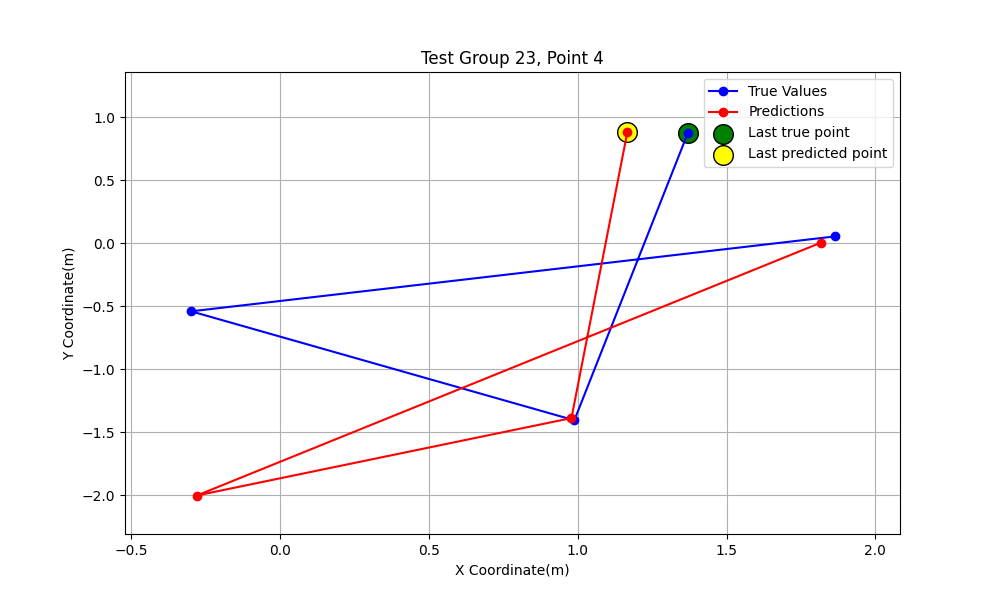 Test Group 23, Point 4
True Values
Predictions
Last true point
Last predicted point
1.0
0.5
0.0
−0.5
−1.0
−1.5
−2.0
Y Coordinate(m)
−0.5
0.0
0.5
1.0
1.5
2.0
X Coordinate(m)